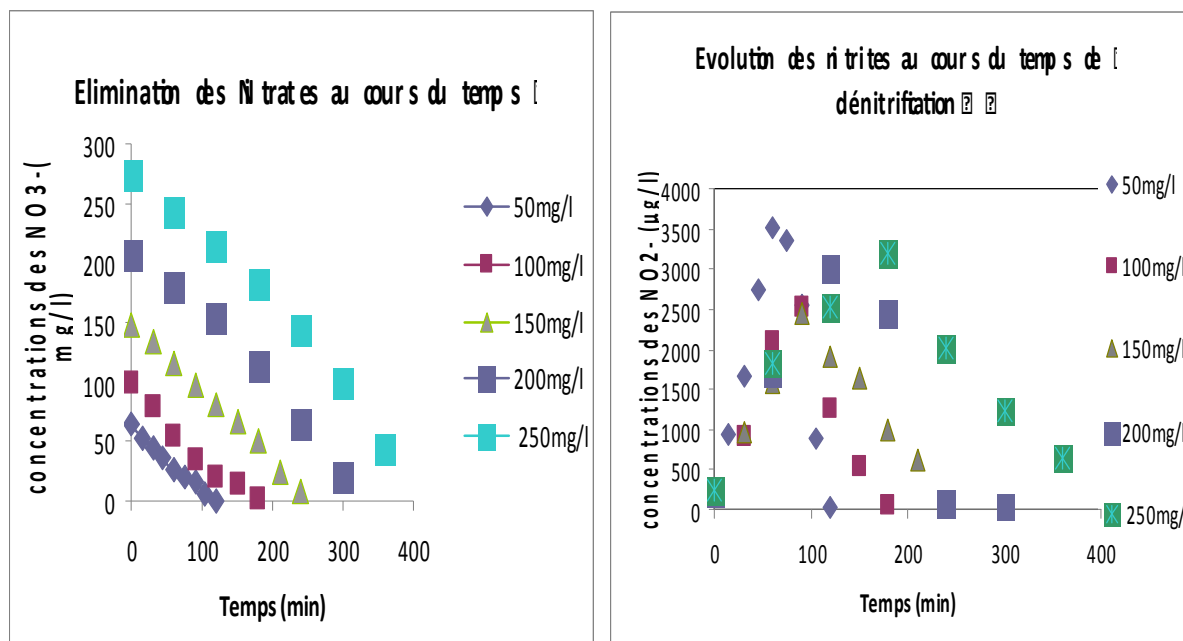 Elimination des Nitrates au cours du temps
concentrations des NO3-(
mg/l)
300
250
200
150
100
50
0
0 100 200 300 400
Temps (min)
50mg/l
100mg/l
150mg/l
200mg/l
250mg/l
Evolution des nitrites au cours du temps de
dénitrification
concentrations des NO2- (µg/l)
4000
3500
3000
2500
2000
1500
1000
500
0
0 100 200 300 400
Temps (min)
50mg/l
100mg/l
150mg/l
200mg/l
250mg/l